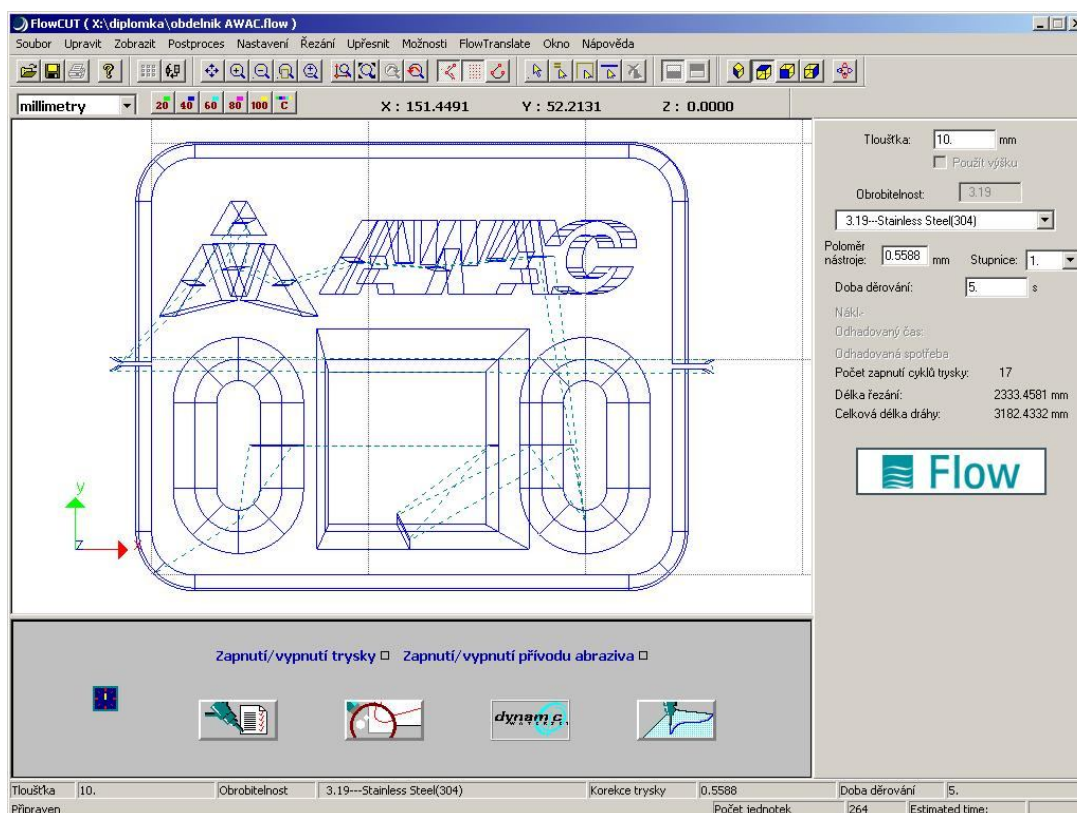 FlowCUT ( X:\diplomka\obdelnik AWAC.flow )
Soubor Upravit Zobrazit Postproces Nastavení Řezání Upřesnit Možnosti FlowTranslate Okno Nápověda
millimetry 20 40 60 80 100 C X : 151.4491 Y : 52.2131 Z : 0.0000
Tloušťka: 10. mm
Použít výšku
Obrobitelnost: 3.19
3.19---Stainless Steel(304)
Poloměr nástroje: 0.5588 mm Stupnice: 1.
Doba děrování: 5. s
Nákl.-
Odhadovaný čas:
Odhadovaná spotřeba
Počet zapnutí cyklů trysky: 17
Délka řezání: 2333.4581 mm
Celková délka dráhy: 3182.4332 mm
Flow
A AWAC
y
z x
Zapnutí/vypnutí trysky Zapnutí/vypnutí přívodu abraziva
dynamic
WATERJET
Tloušťka 10. Obrobitelnost 3.19---Stainless Steel(304) Korekce trysky 0.5588 Doba děrování 5.
Připraven Počet jednotek 264 Estimated time: